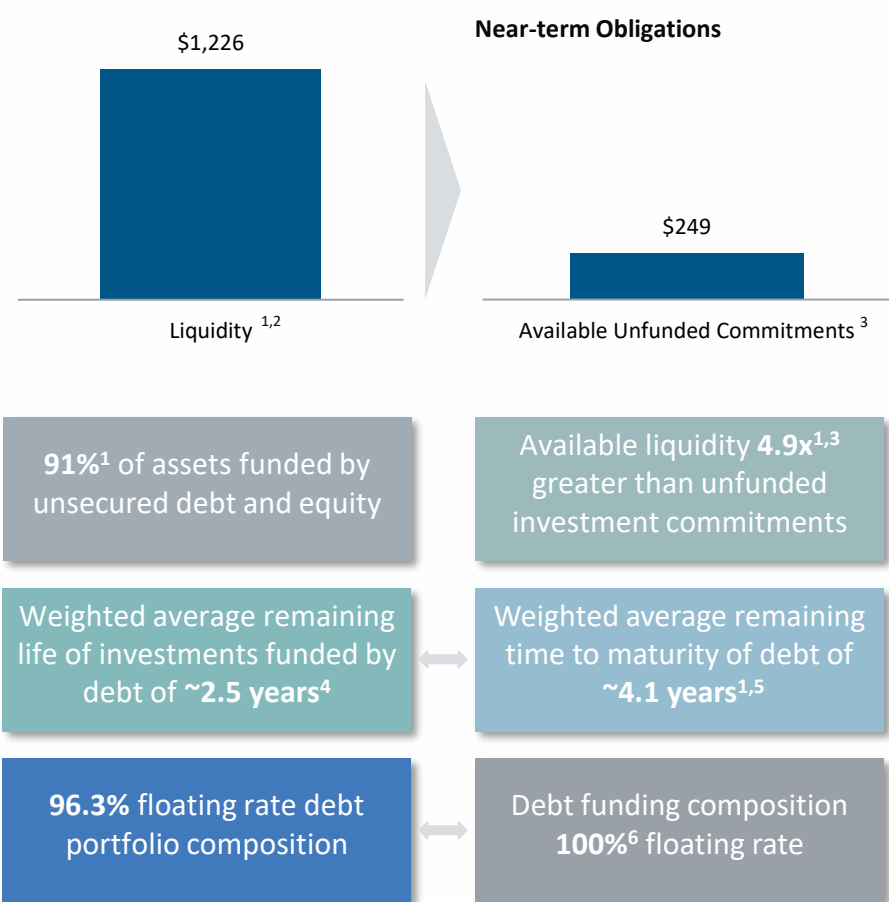 Near-term Obligations
$1,226
$249
Liquidity 1,2
Available Unfunded Commitments 3
91%1 of assets funded by
unsecured debt and equity
Available liquidity 4.9x1,3
greater than unfunded
investment commitments
Weighted average remaining
life of investments funded by
debt of ~2.5 years4
Weighted average remaining
time to maturity of debt of
~4.1 years1,5
96.3% floating rate debt
portfolio composition
Debt funding composition
100%6 floating rate